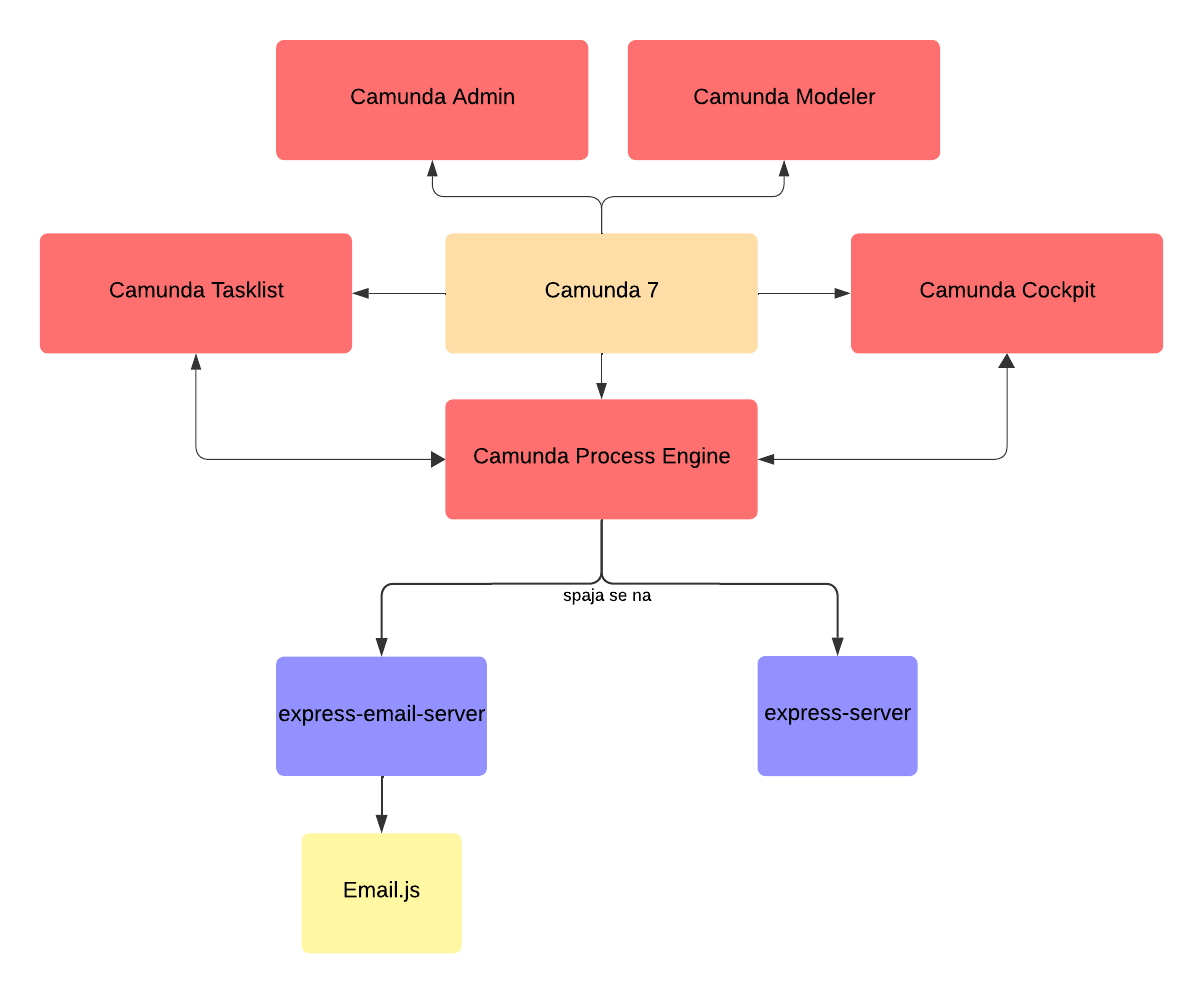 Camunda Admin
Camunda Modeler
Camunda Tasklist
Camunda 7
Camunda Cockpit
Camunda Process Engine
spaja se na
express-email-server
express-server
Email.js